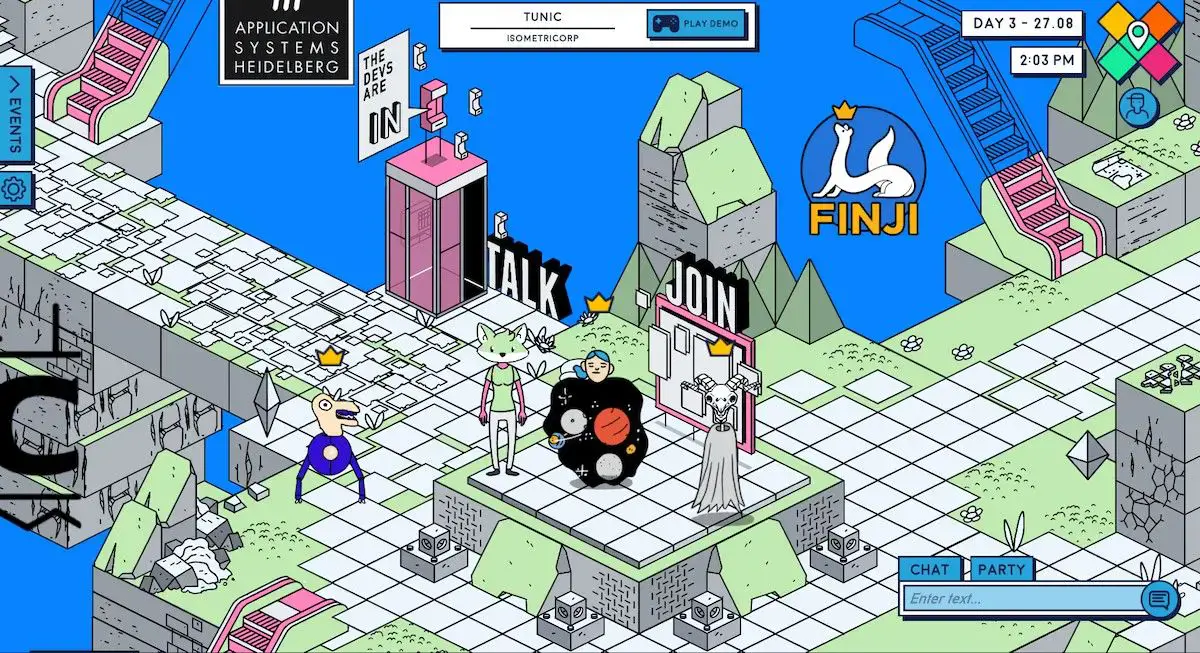 APPLICATION
SYSTEMS
HEIDELBERG
TUNIC
ISOMETRICORP
PLAY DEMO
DAY 3 - 27.08
2:03 PM
EVENTS
THE
DEVS
ARE
IN
TALK
JOIN
FINJI
CHAT
PARTY
Enter text...